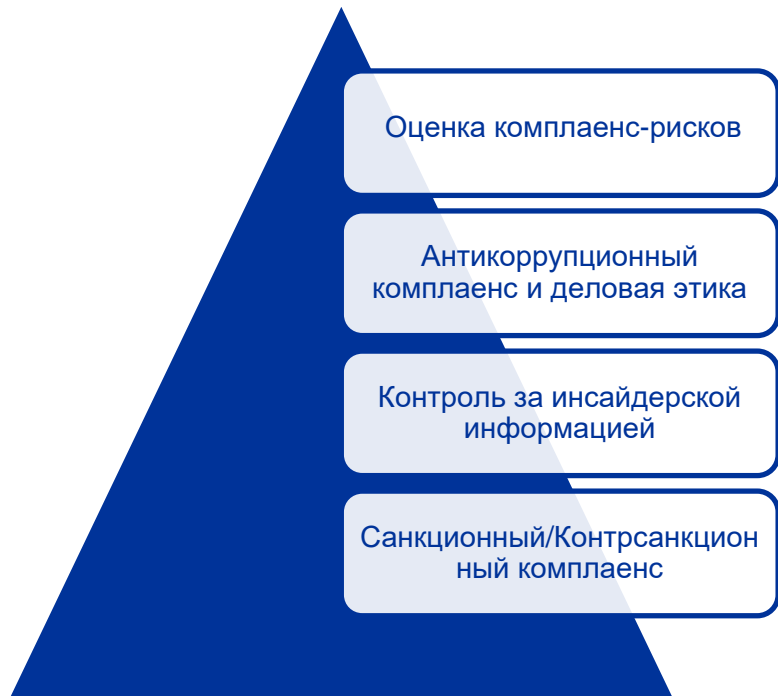 Оценка комплаенс-рисков
Антикоррупционный
комплаенс и деловая этика
Контроль за инсайдерской
информацией
Санкционный/Контрсанкцион
ный комплаенс